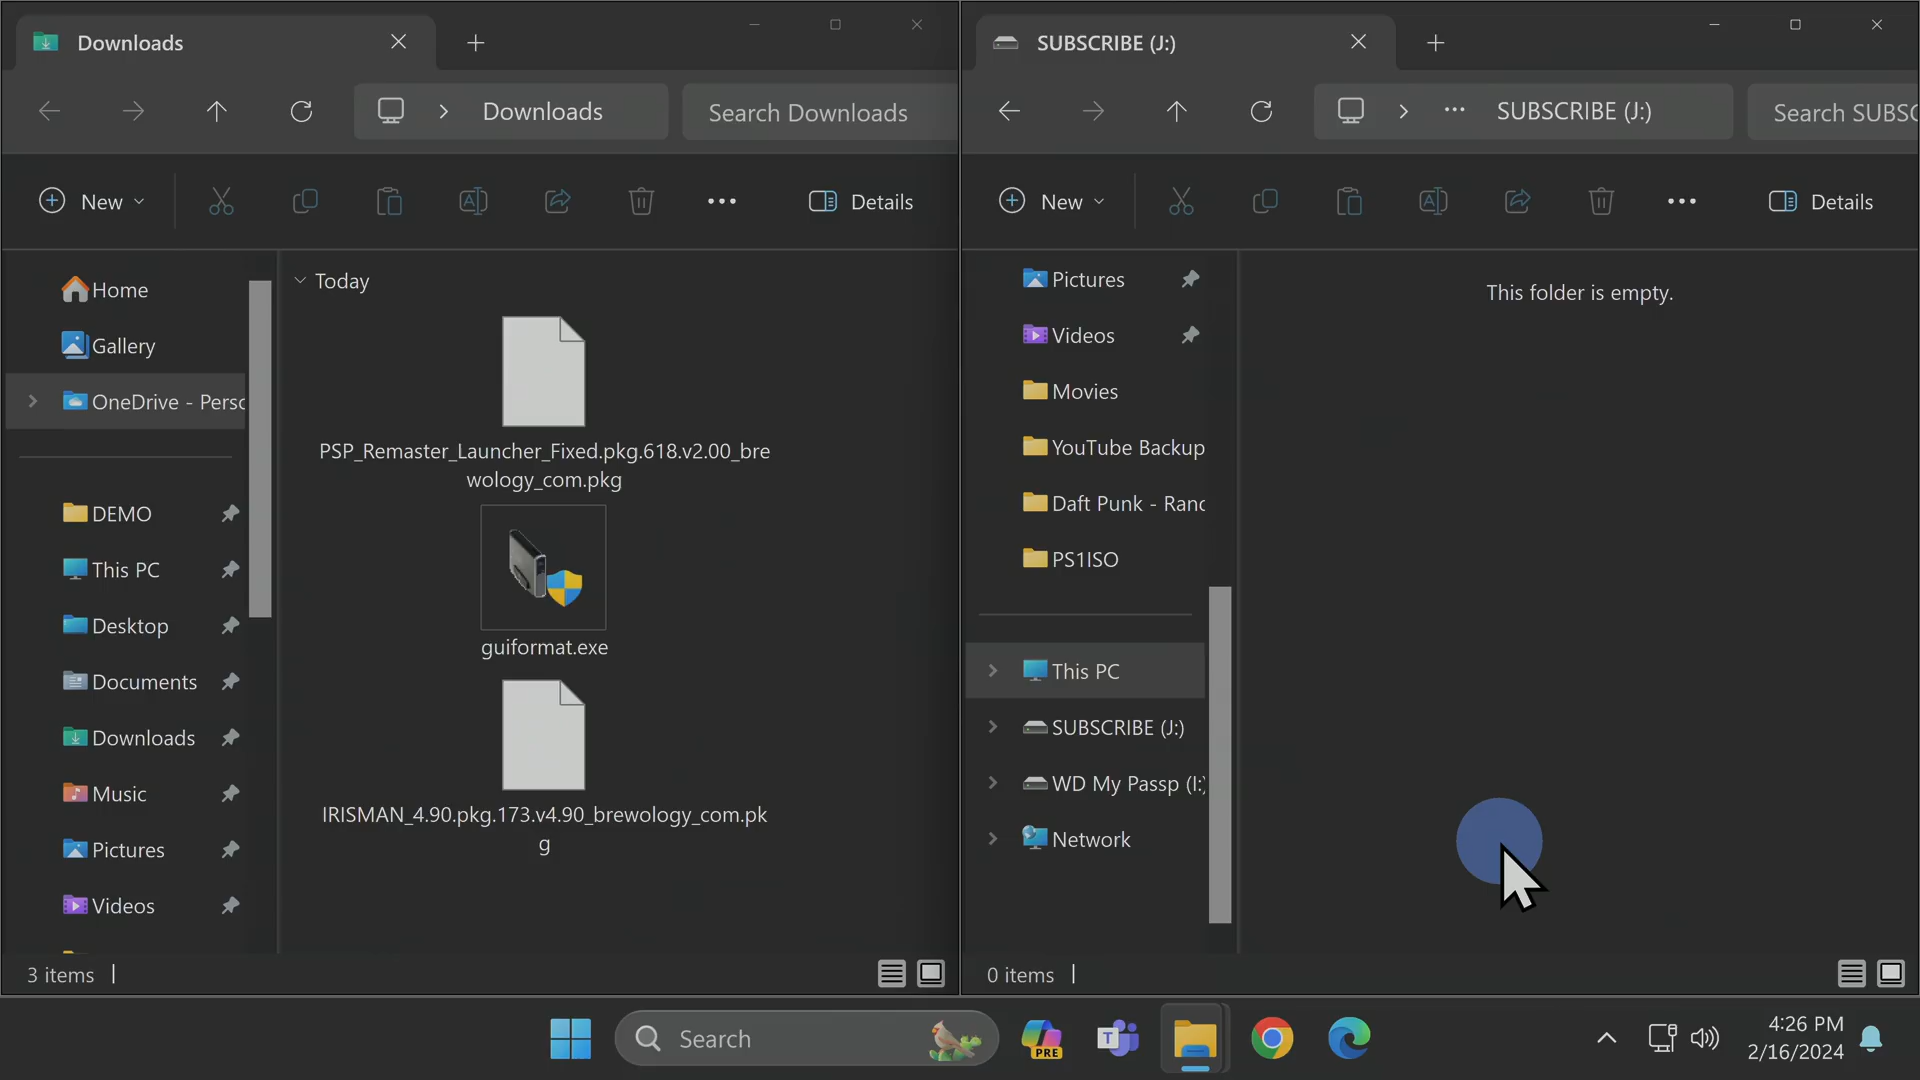 Downloads
Downloads
Search Downloads
New
Details
Home
Gallery
OneDrive - Perso
DEMO
This PC
Desktop
Documents
Downloads
Music
Pictures
Videos
Today
PSP_Remaster_Launcher_Fixed.pkg.618.v2.00_bre
wology_com.pkg
guiformat.exe
IRISMAN_4.90.pkg.173.v4.90_brewology_com.pk
g
3 items
SUBSCRIBE (J:)
SUBSCRIBE (J:)
Search SUBSC
New
Details
Pictures
Videos
Movies
YouTube Backup
Daft Punk - Ranc
PS1ISO
This PC
SUBSCRIBE (J:)
WD My Passp (I:)
Network
This folder is empty.
0 items
Search
PRE
T
4:26 PM
2/16/2024